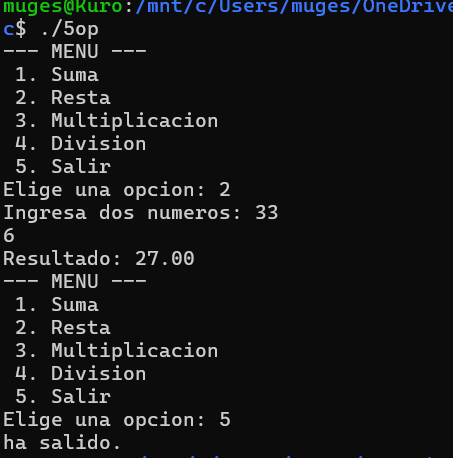 muges@Kuro:/mnt/c/Users/muges/OneDrive
c$ ./5op
--- MENU ---
 1. Suma
 2. Resta
 3. Multiplicacion
 4. Division
 5. Salir
Elige una opcion: 2
Ingresa dos numeros: 33
6
Resultado: 27.00
--- MENU ---
 1. Suma
 2. Resta
 3. Multiplicacion
 4. Division
 5. Salir
Elige una opcion: 5
ha salido.